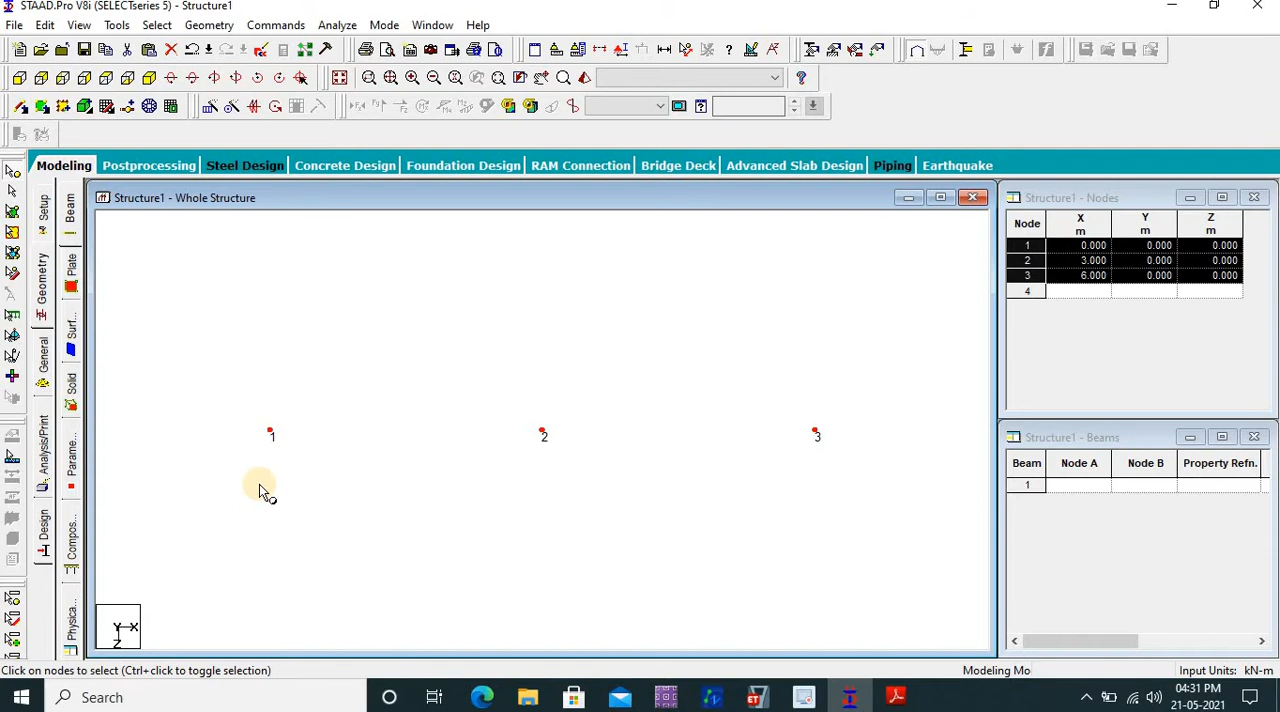 STAAD.Pro V8i (SELECTseries 5) - Structure1
File Edit View Tools Select Geometry Commands Analyze Mode Window Help
Modeling Postprocessing Steel Design Concrete Design Foundation Design RAM Connection Bridge Deck Advanced Slab Design Piping Earthquake
Setup
Geometry
General
Analysis/Print
Design
Beam
Plate
Surf...
Solid
Parame...
Compos...
Physica...
Structure1 - Whole Structure
1 2 3
Y X
Z
Structure1 - Nodes
Node X m Y m Z m
1 0.000 0.000 0.000
2 3.000 0.000 0.000
3 6.000 0.000 0.000
4
Structure1 - Beams
Beam Node A Node B Property Refn.
1
Click on nodes to select (Ctrl+click to toggle selection) Modeling Mo Input Units: kN-m
Search
ET
04:31 PM
21-05-2021